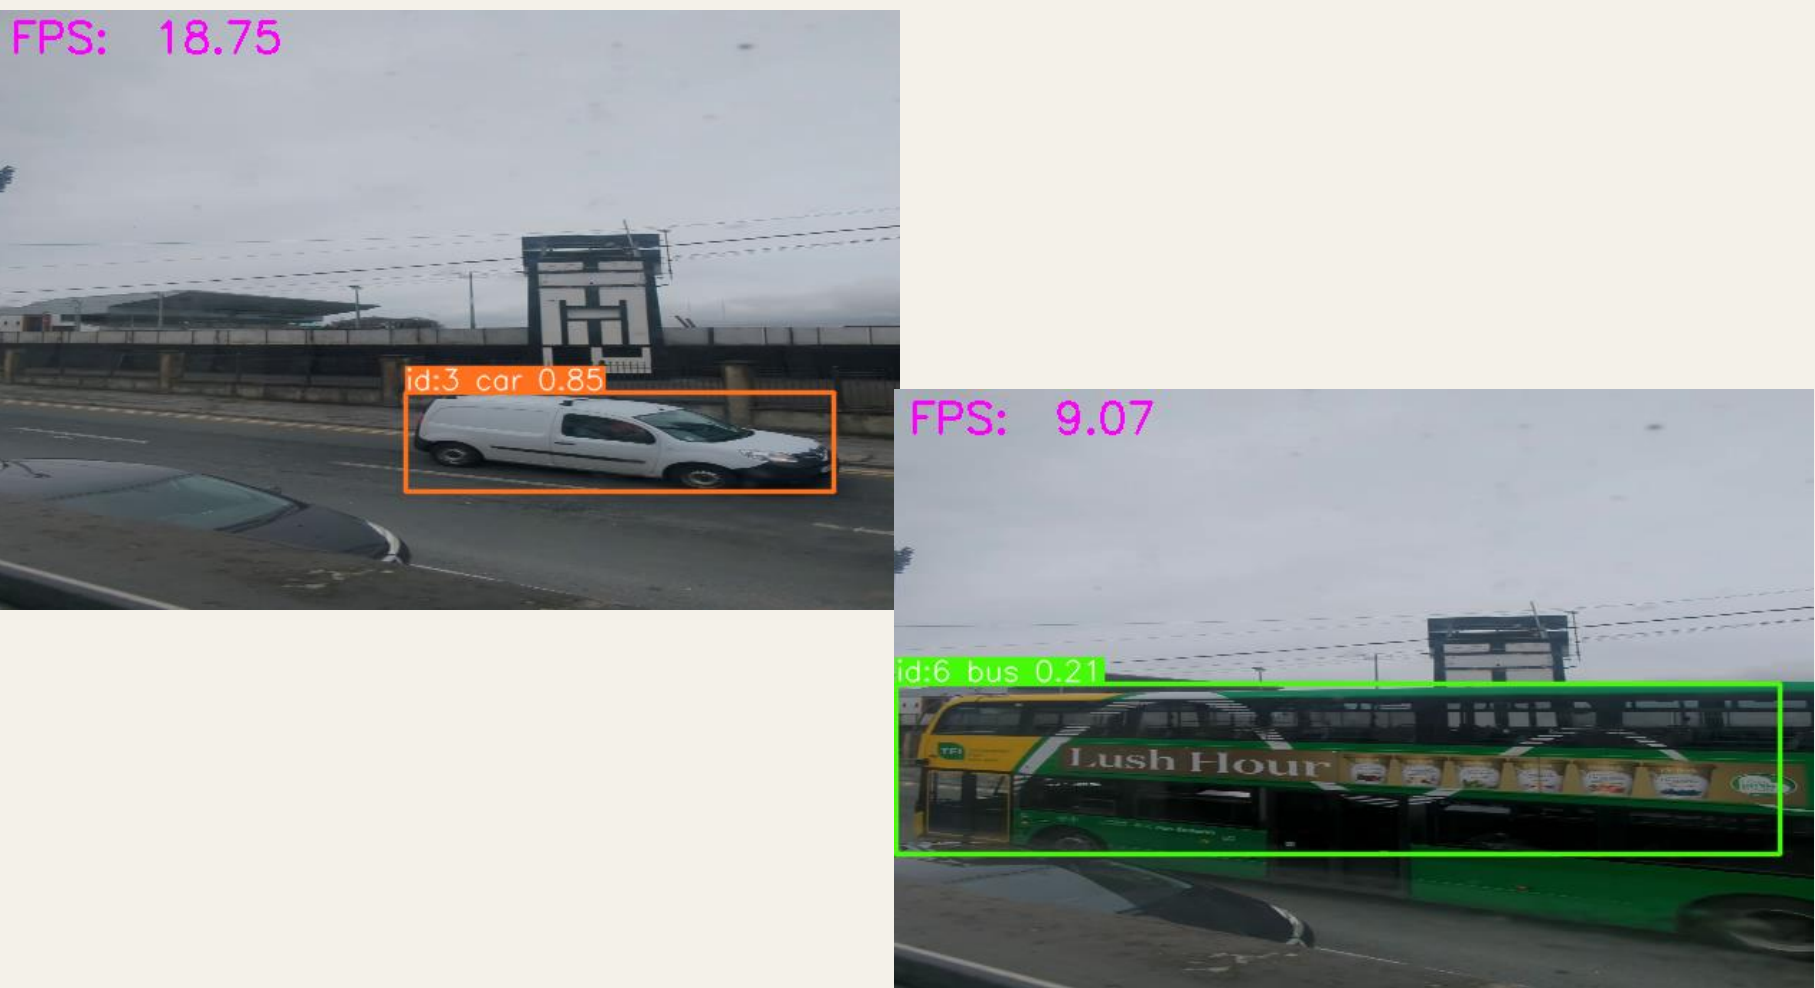 FPS: 18.75
id:3 car 0.85
FPS: 9.07
id:6 bus 0.21
TFI
Lush Hour